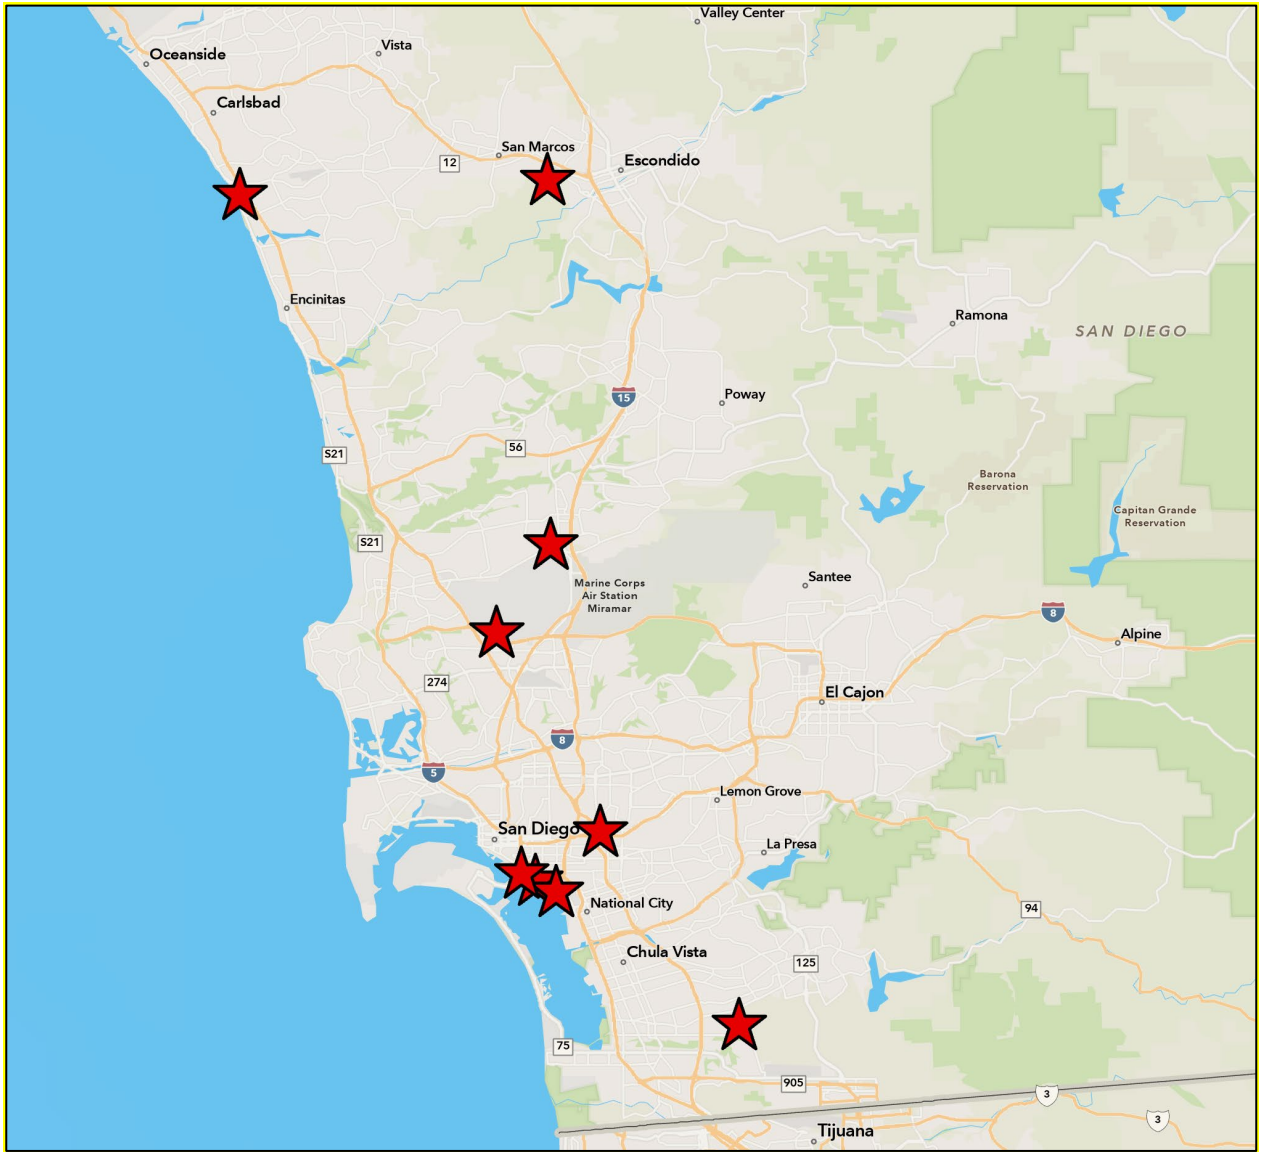 Valley Center
Vista
Oceanside
Carlsbad
San Marcos
12
Escondido
Encinitas
Ramona
SAN DIEGO
15
Poway
56
S21
Barona
Reservation
Capitan Grande
Reservation
S21
Marine Corps
Air Station
Miramar
Santee
8
Alpine
274
El Cajon
8
5
Lemon Grove
San Diego
La Presa
National City
94
Chula Vista
125
75
905
3
3
Tijuana